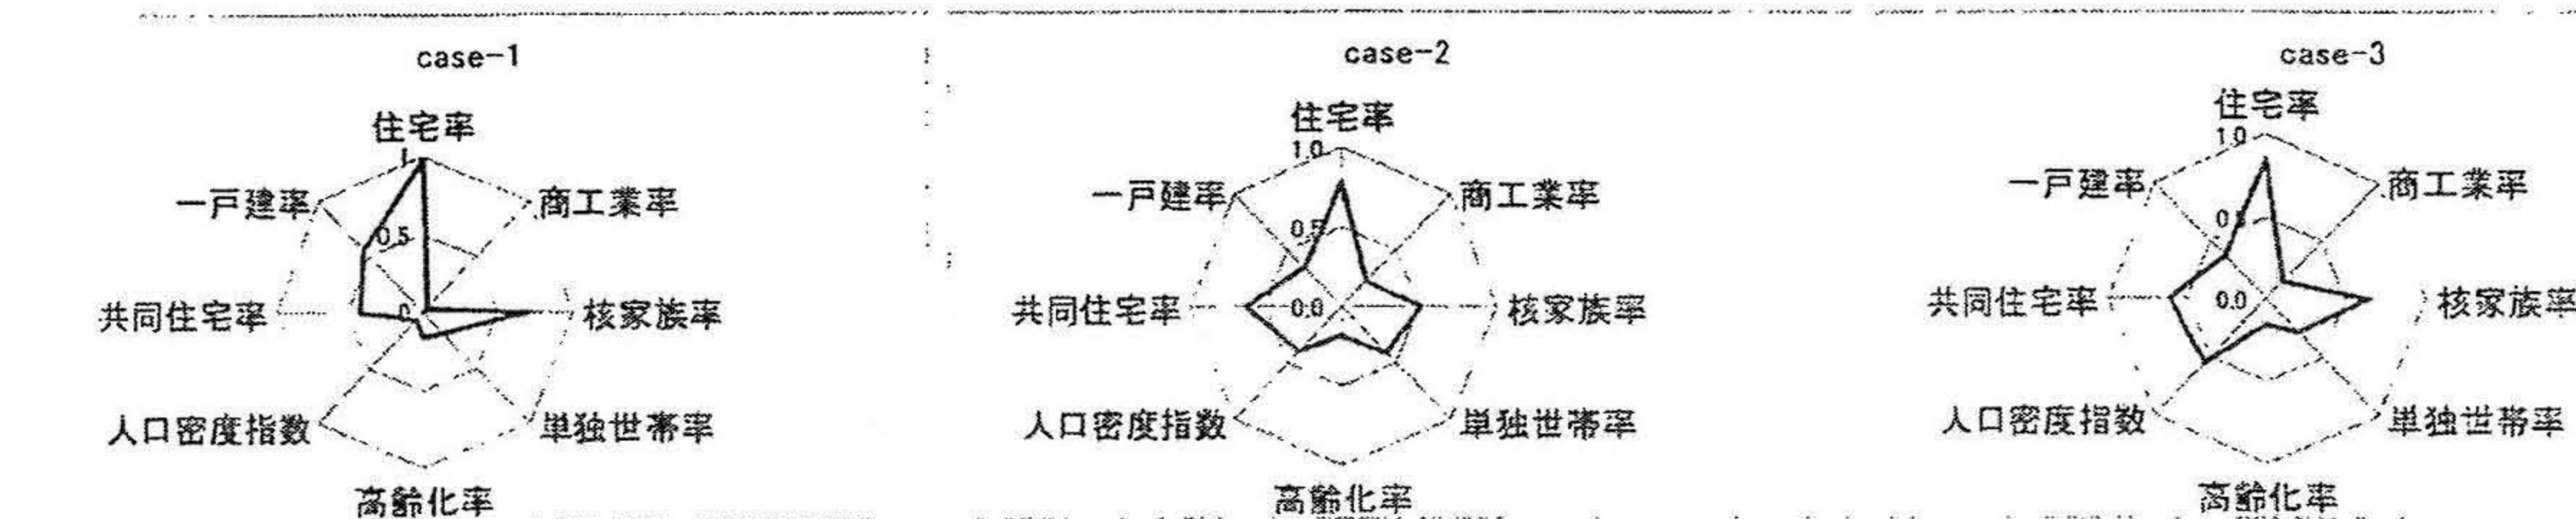 case-1
住宅率
1
一戸建率
商工業率
0.5
共同住宅率
0
核家族率
人口密度指数
単独世帯率
高齢化率
case-2
住宅率
1.0
一戸建率
商工業率
0.5
共同住宅率
0.0
核家族率
人口密度指数
単独世帯率
高齢化率
case-3
住宅率
1.0
一戸建率
商工業率
0.5
共同住宅率
0.0
核家族率
人口密度指数
単独世帯率
高齢化率